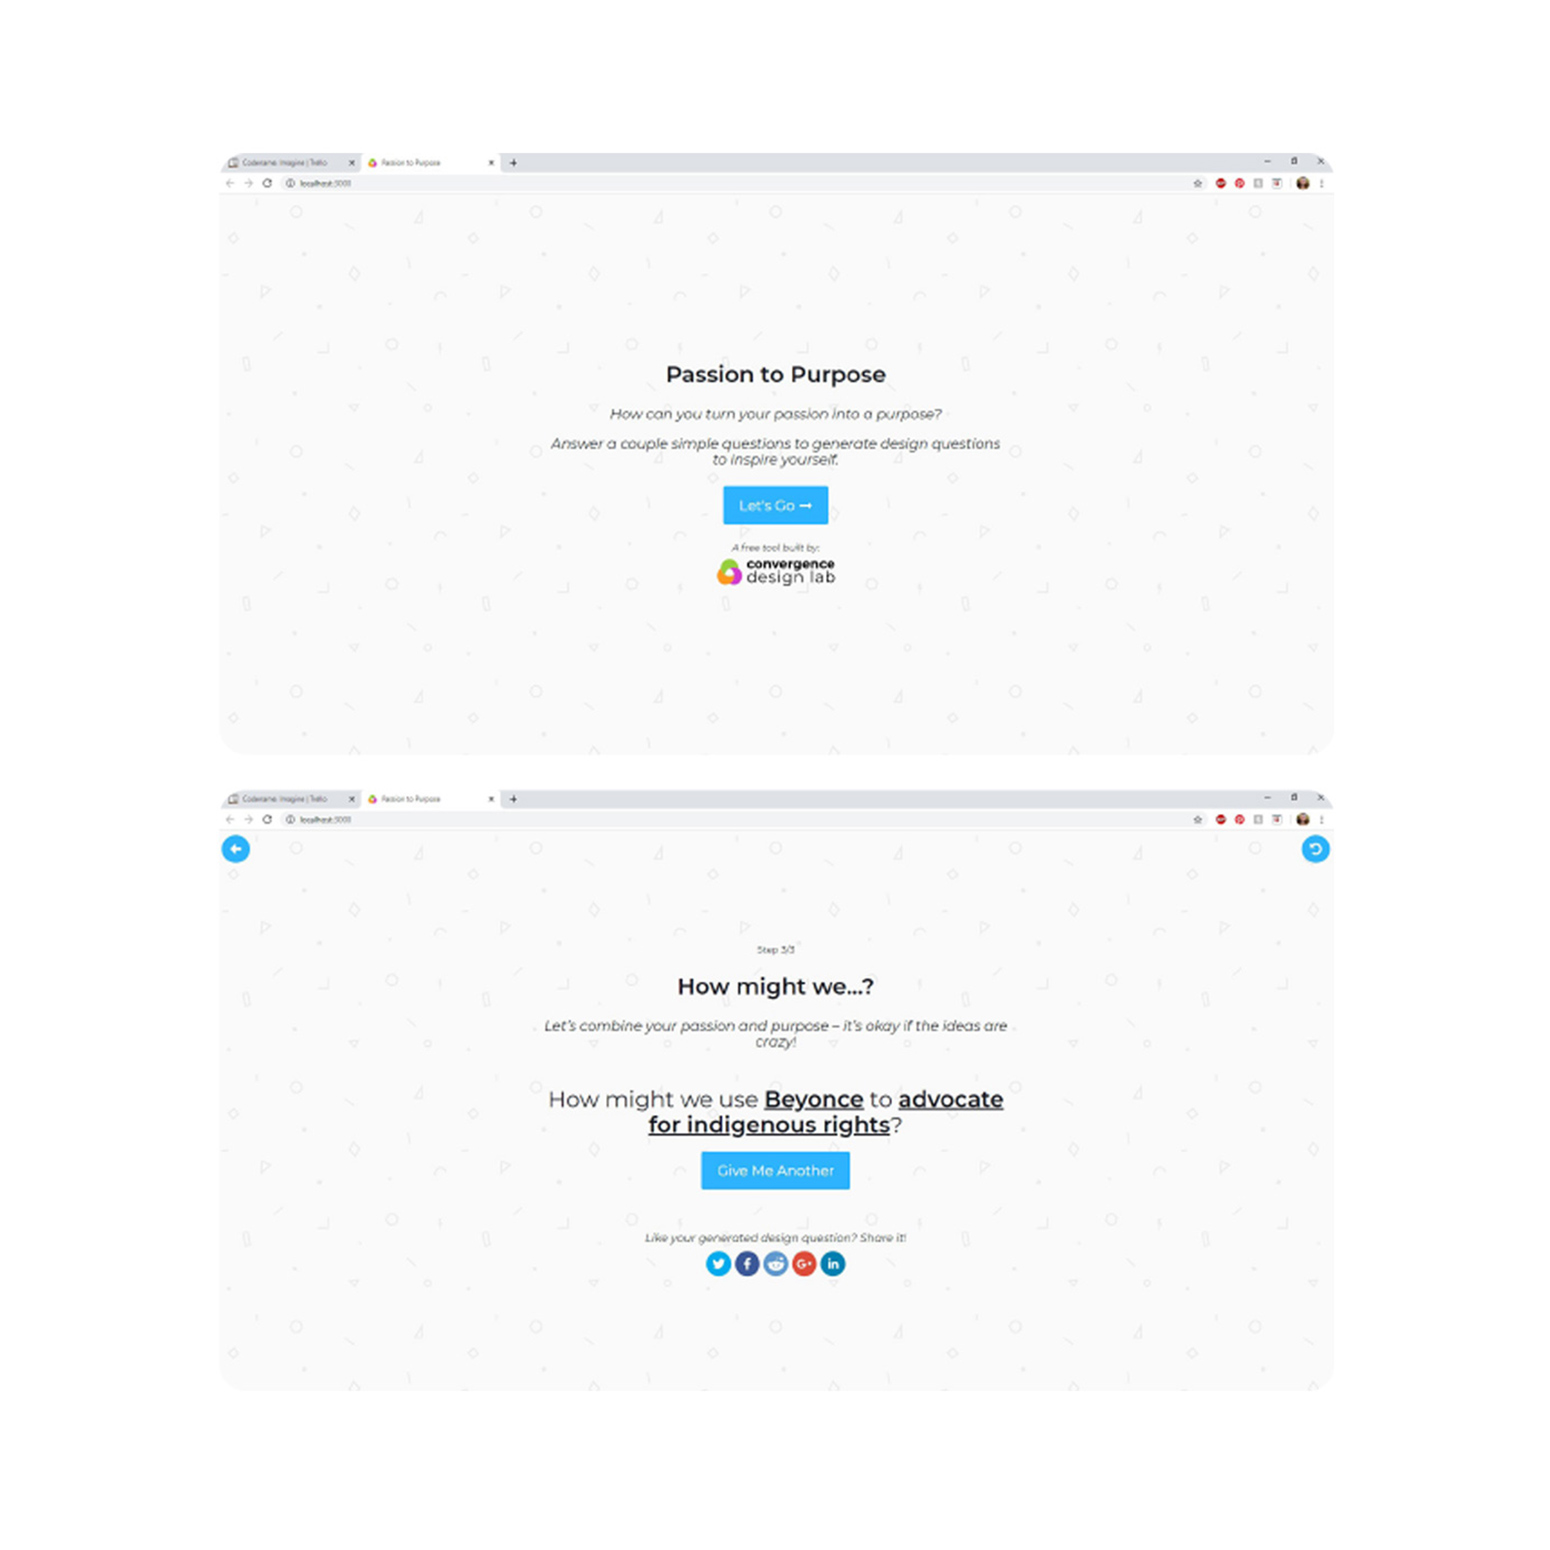 Codename: Imagine | Trello
Passion to Purpose
localhost:3000
Passion to Purpose
How can you turn your passion into a purpose?
Answer a couple simple questions to generate design questions
to inspire yourself.
Let's Go
A free tool built by:
convergence
design lab
Codename: Imagine | Trello
Passion to Purpose
localhost:3000
Step 3/3
How might we...?
Let's combine your passion and purpose – it's okay if the ideas are
crazy!
How might we use Beyonce to advocate
for indigenous rights?
Give Me Another
Like your generated design question? Share it!